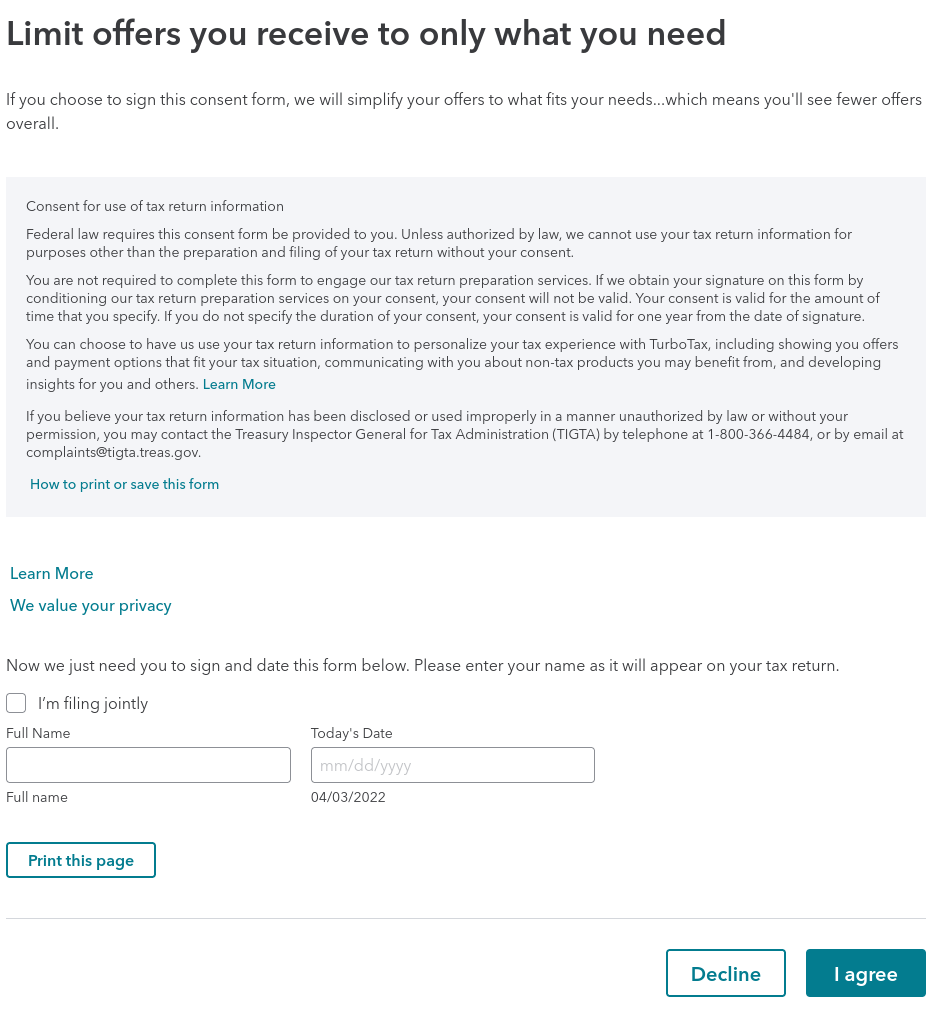 Limit offers you receive to only what you need
If you choose to sign this consent form, we will simplify your offers to what fits your needs...which means you'll see fewer offers
overall.
Consent for use of tax return information
Federal law requires this consent form be provided to you. Unless authorized by law, we cannot use your tax return information for
purposes other than the preparation and filing of your tax return without your consent.
You are not required to complete this form to engage our tax return preparation services. If we obtain your signature on this form by
conditioning our tax return preparation services on your consent, your consent will not be valid. Your consent is valid for the amount of
time that you specify. If you do not specify the duration of your consent, your consent is valid for one year from the date of signature.
You can choose to have us use your tax return information to personalize your tax experience with TurboTax, including showing you offers
and payment options that fit your tax situation, communicating with you about non-tax products you may benefit from, and developing
insights for you and others. Learn More
If you believe your tax return information has been disclosed or used improperly in a manner unauthorized by law or without your
permission, you may contact the Treasury Inspector General for Tax Administration (TIGTA) by telephone at 1-800-366-4484, or by email at
complaints@tigta.treas.gov.
How to print or save this form
Learn More
We value your privacy
Now we just need you to sign and date this form below. Please enter your name as it will appear on your tax return.
I’m filing jointly
Full Name Today's Date
mm/dd/yyyy
Full name 04/03/2022
Print this page
Decline I agree